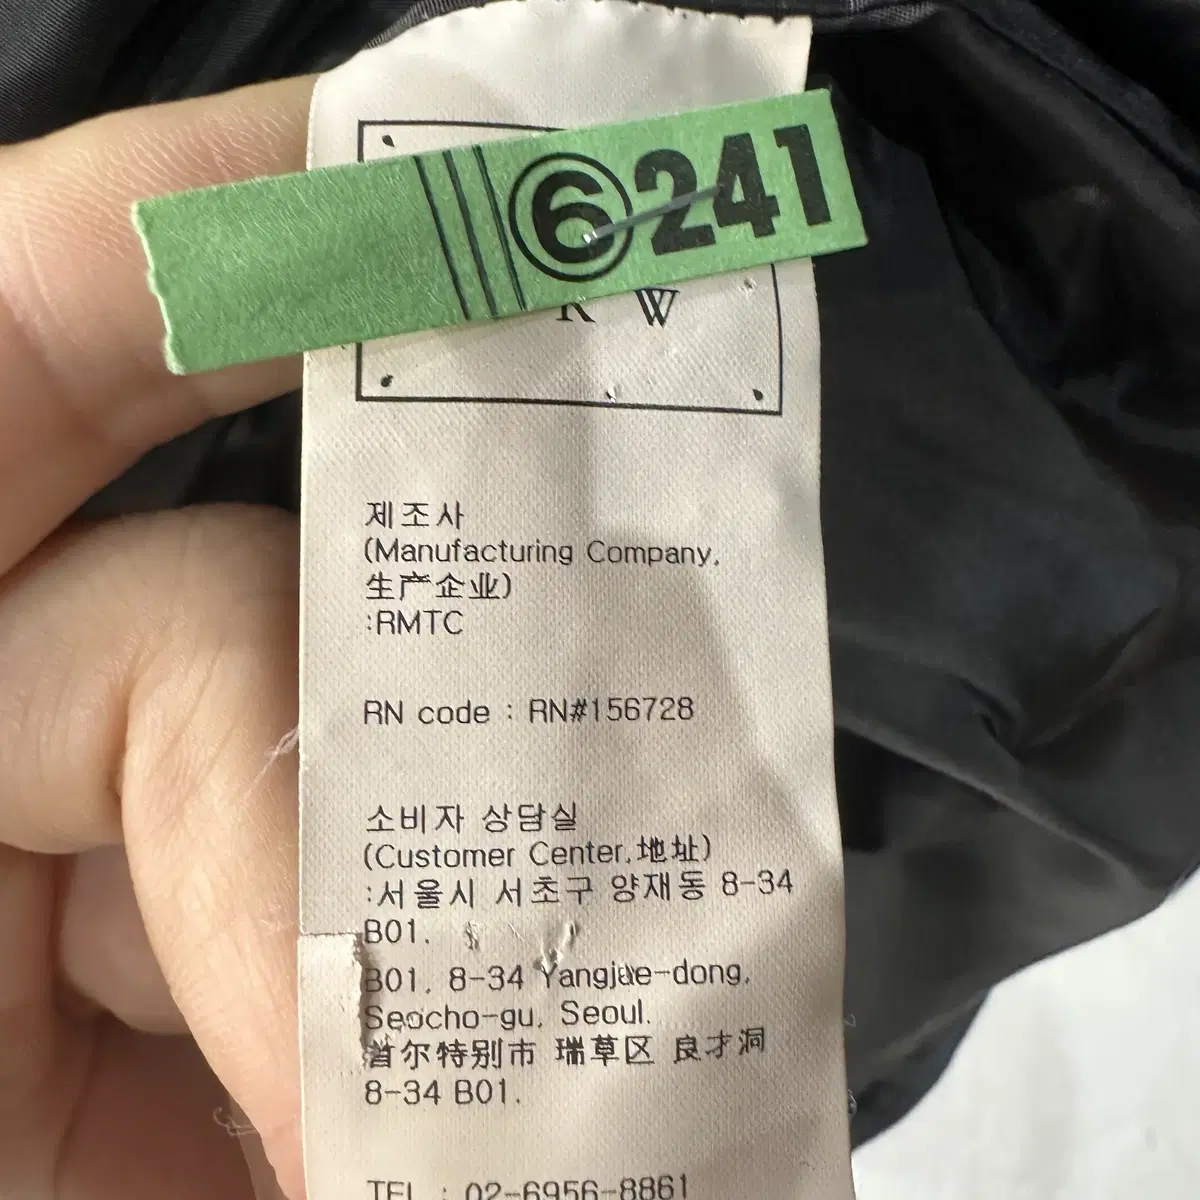 ⑥241
R W
제조사
(Manufacturing Company,
生产企业)
:RMTC
RN code : RN#156728
소비자 상담실
(Customer Center,地址)
:서울시 서초구 양재동 8-34
B01.
B01, 8-34 Yangjae-dong,
Seocho-gu, Seoul.
首尔特别市 瑞草区 良才洞
8-34 B01.
TEL : 02-6956-8861